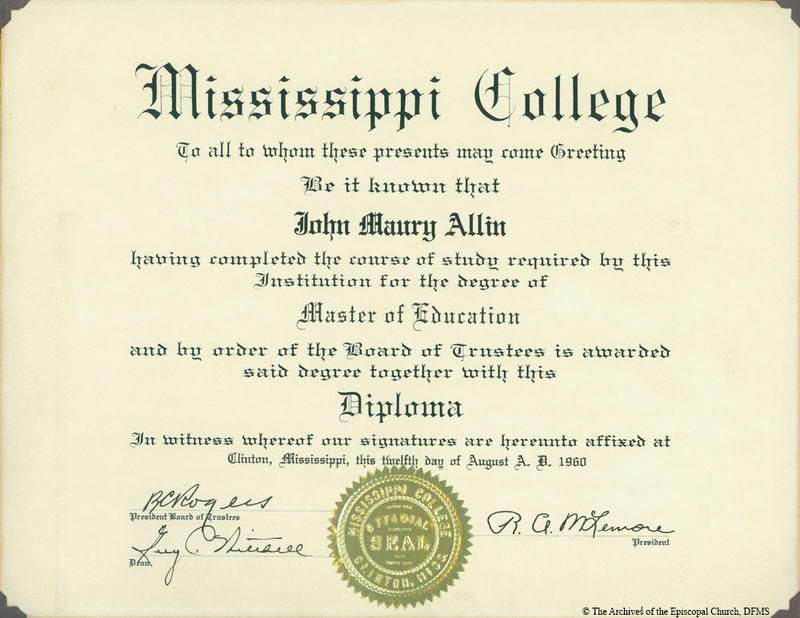 Mississippi College
To all to whom these presents may come Greeting
Be it known that
John Maury Allin
having completed the course of study required by this
Institution for the degree of
Master of Education
and by order of the Board of Trustees is awarded
said degree together with this
Diploma
In witness whereof our signatures are hereunto affixed at
Clinton, Mississippi, this twelfth day of August A. D. 1960
President Board of Trustees
Dean
MISSISSIPPI COLLEGE
OFFICIAL
SEAL
CLINTON, MISS.
R. A. McLemore
President
© The Archives of the Episcopal Church, DFMS